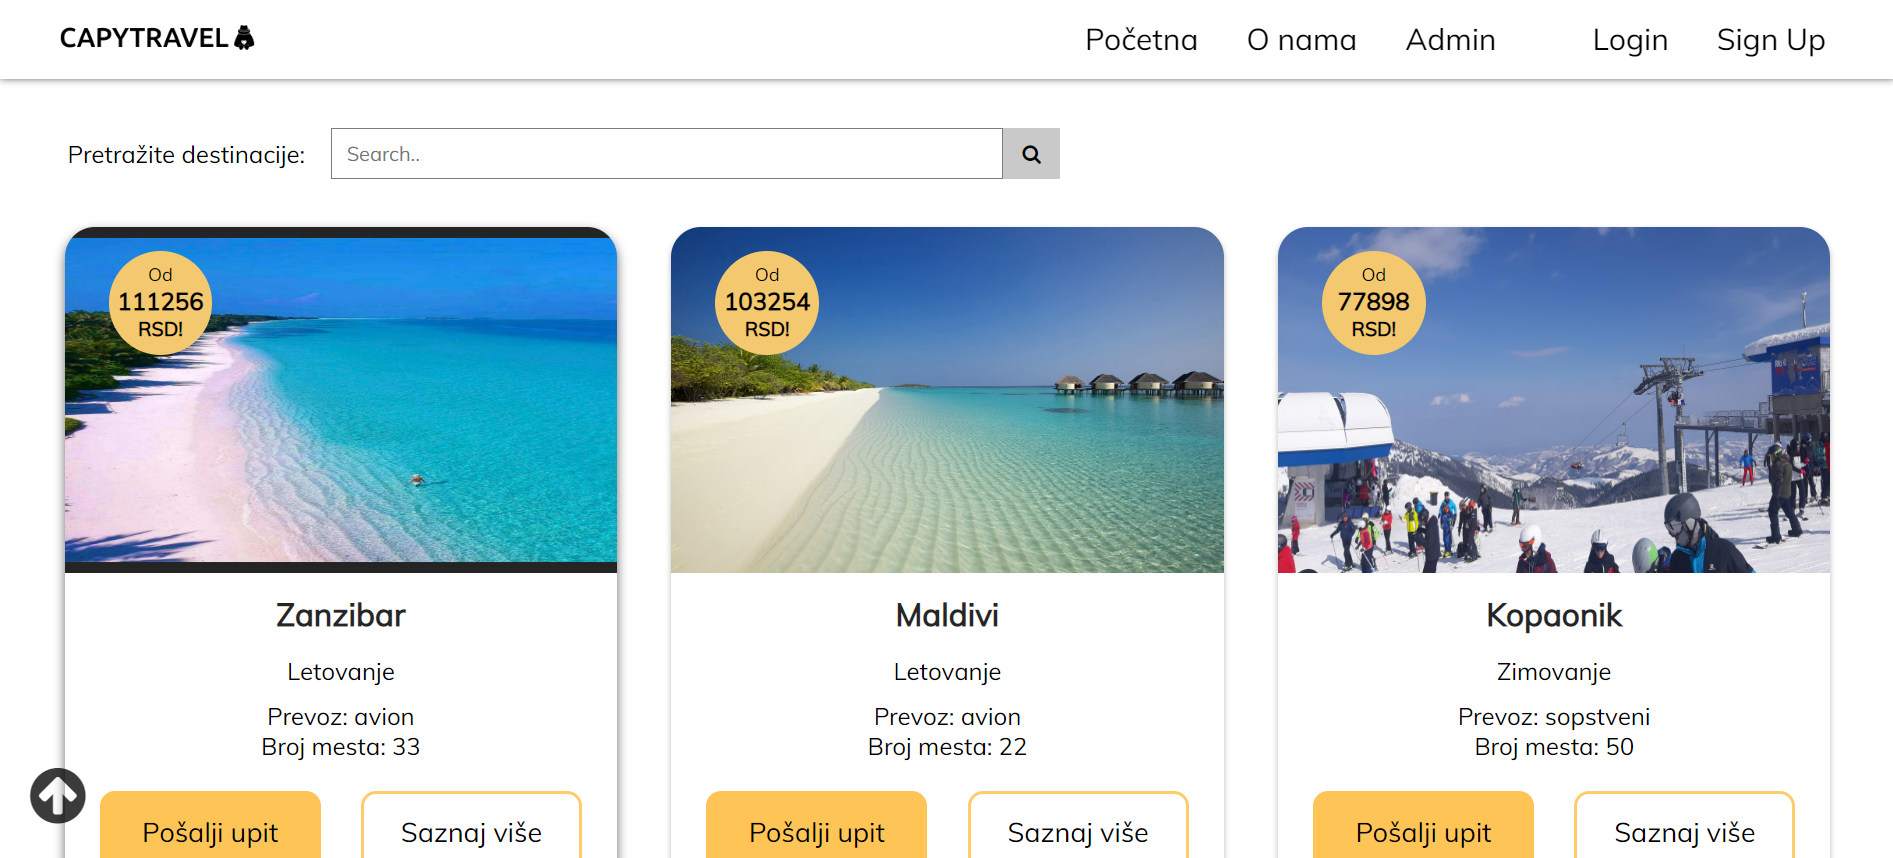 CAPYTRAVEL
Početna
O nama
Admin
Login
Sign Up
Pretražite destinacije:
Search..
Od
111256
RSD!
Zanzibar
Letovanje
Prevoz: avion
Broj mesta: 33
Pošalji upit
Saznaj više
Od
103254
RSD!
Maldivi
Letovanje
Prevoz: avion
Broj mesta: 22
Pošalji upit
Saznaj više
Od
77898
RSD!
Kopaonik
Zimovanje
Prevoz: sopstveni
Broj mesta: 50
Pošalji upit
Saznaj više